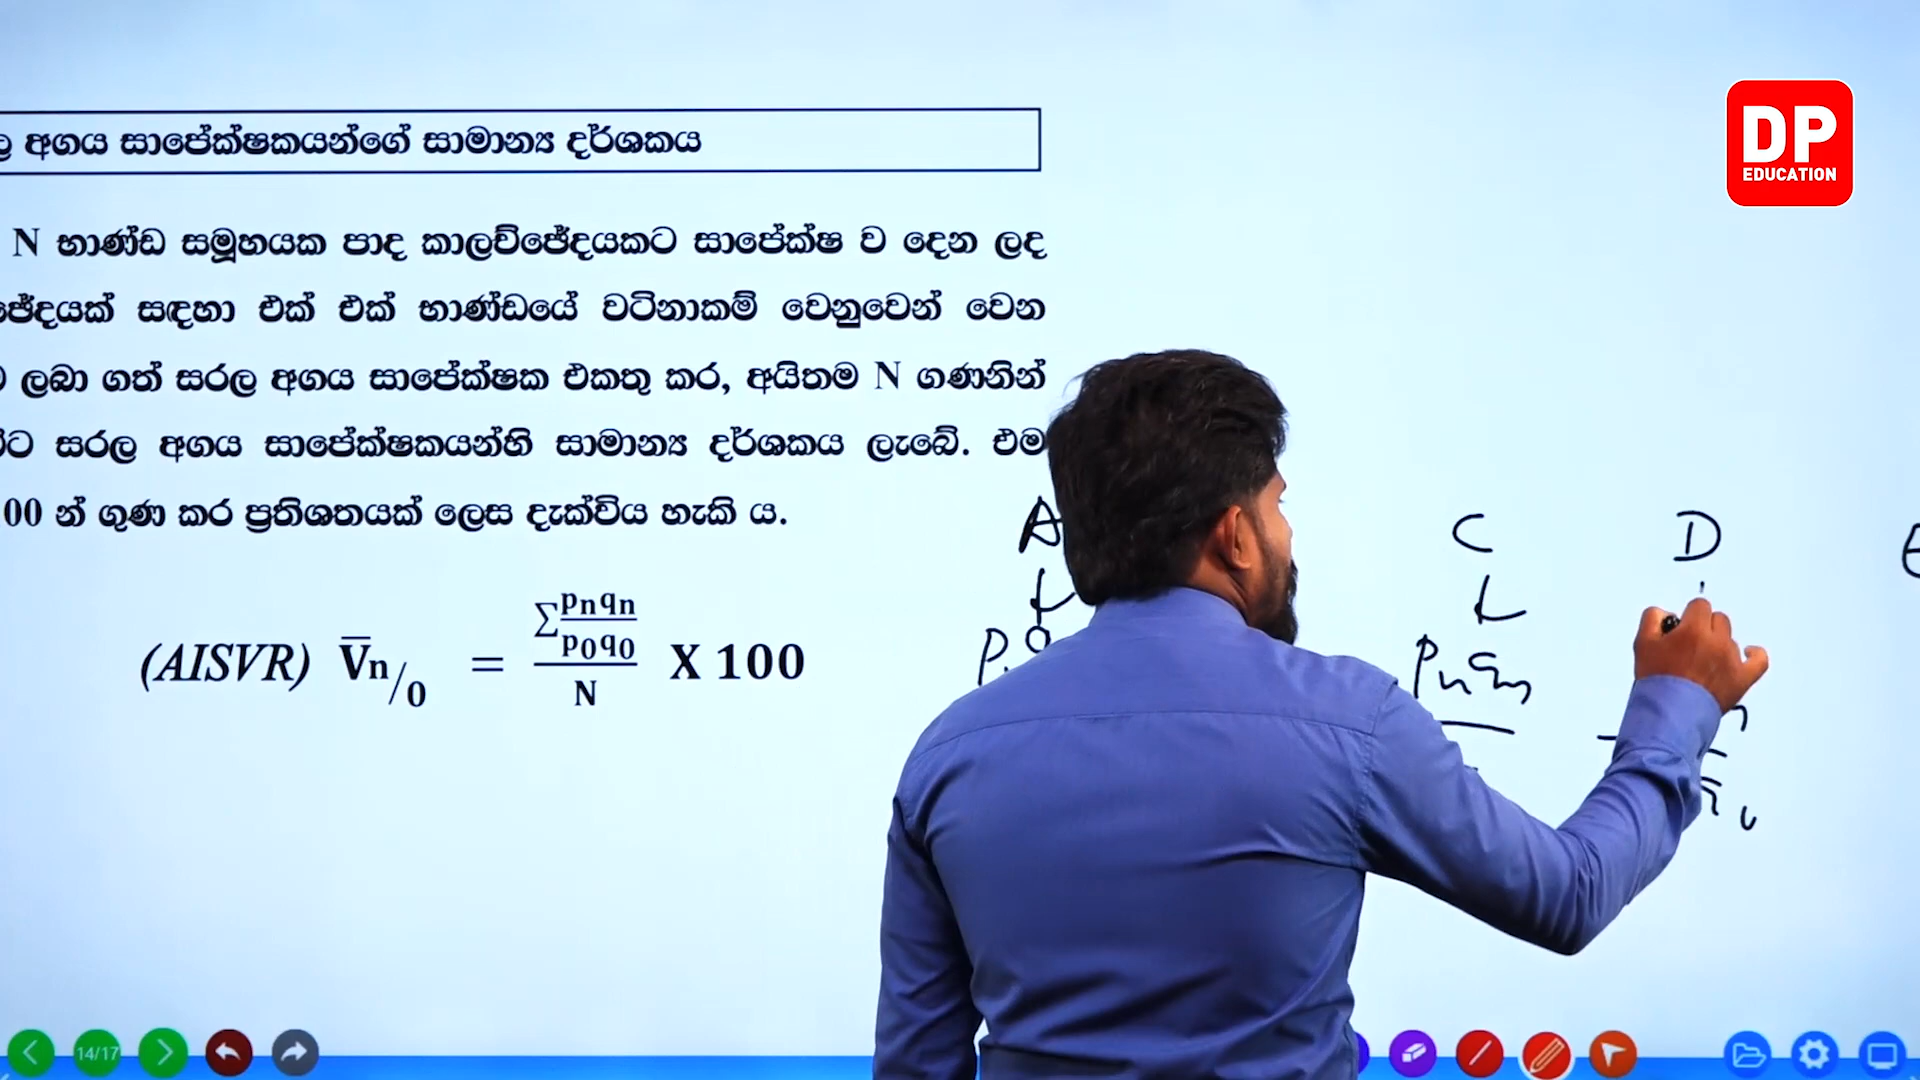 DP
EDUCATION
අගය සාපේක්ෂකයන්ගේ සාමාන්‍ය දර්ශකය
N භාණ්ඩ සමූහයක පාද කාලච්ඡේදයකට සාපේක්ෂ ව දෙන ලද
ඡේදයක් සඳහා එක් එක් භාණ්ඩයේ වටිනාකම් වෙනුවෙන් වෙන
ලබා ගත් සරල අගය සාපේක්ෂක එකතු කර, අයිතම N ගණනින්
සරල අගය සාපේක්ෂකයන්හි සාමාන්‍ය දර්ශකය ලැබේ. එම
00 න් ගුණ කර ප්‍රතිශතයක් ලෙස දැක්විය හැකි ය.
A C D
(AISVR) V̅n/0 = ∑ pnqn / p0q0 / N X 100
Pnqn
14/17